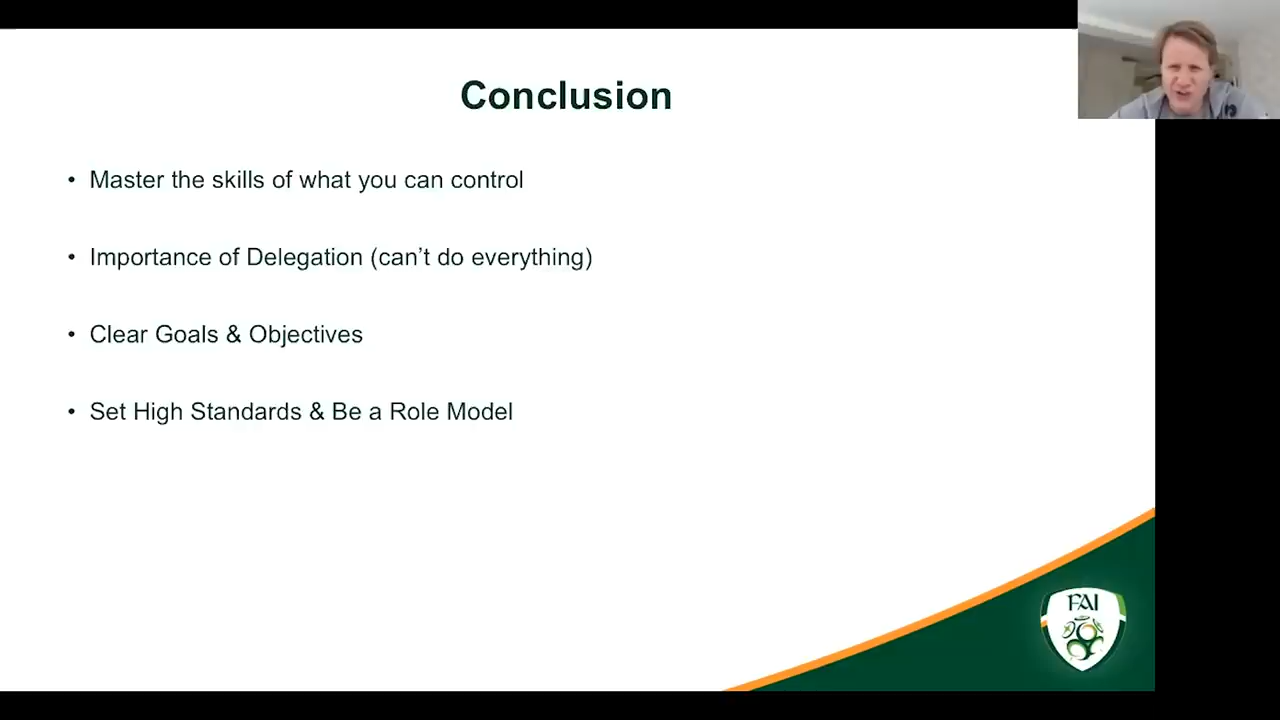 Conclusion
• Master the skills of what you can control
• Importance of Delegation (can’t do everything)
• Clear Goals & Objectives
• Set High Standards & Be a Role Model
FAI